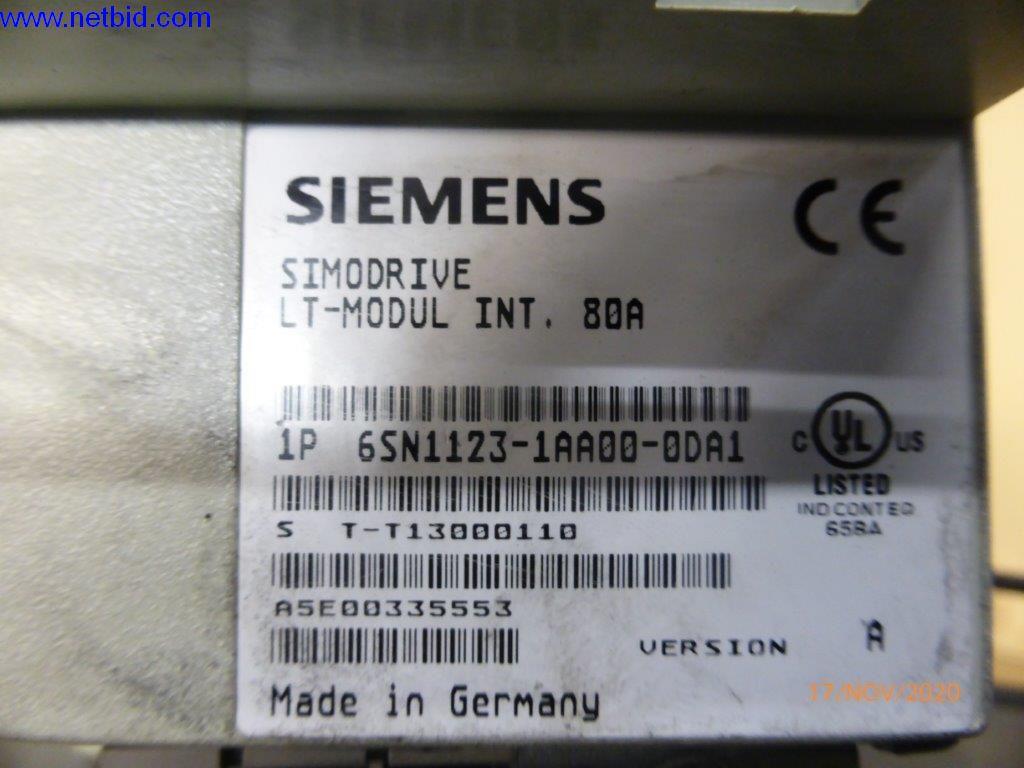 www.netbid.com
SIEMENS
CE
SIMODRIVE
LT-MODUL INT. 80A
1P 6SN1123-1AA00-0DA1
C UL US
LISTED
IND CONT EQ
658A
S T-T13000110
A5E00335553
VERSION A
Made in Germany
17/NOV/2020